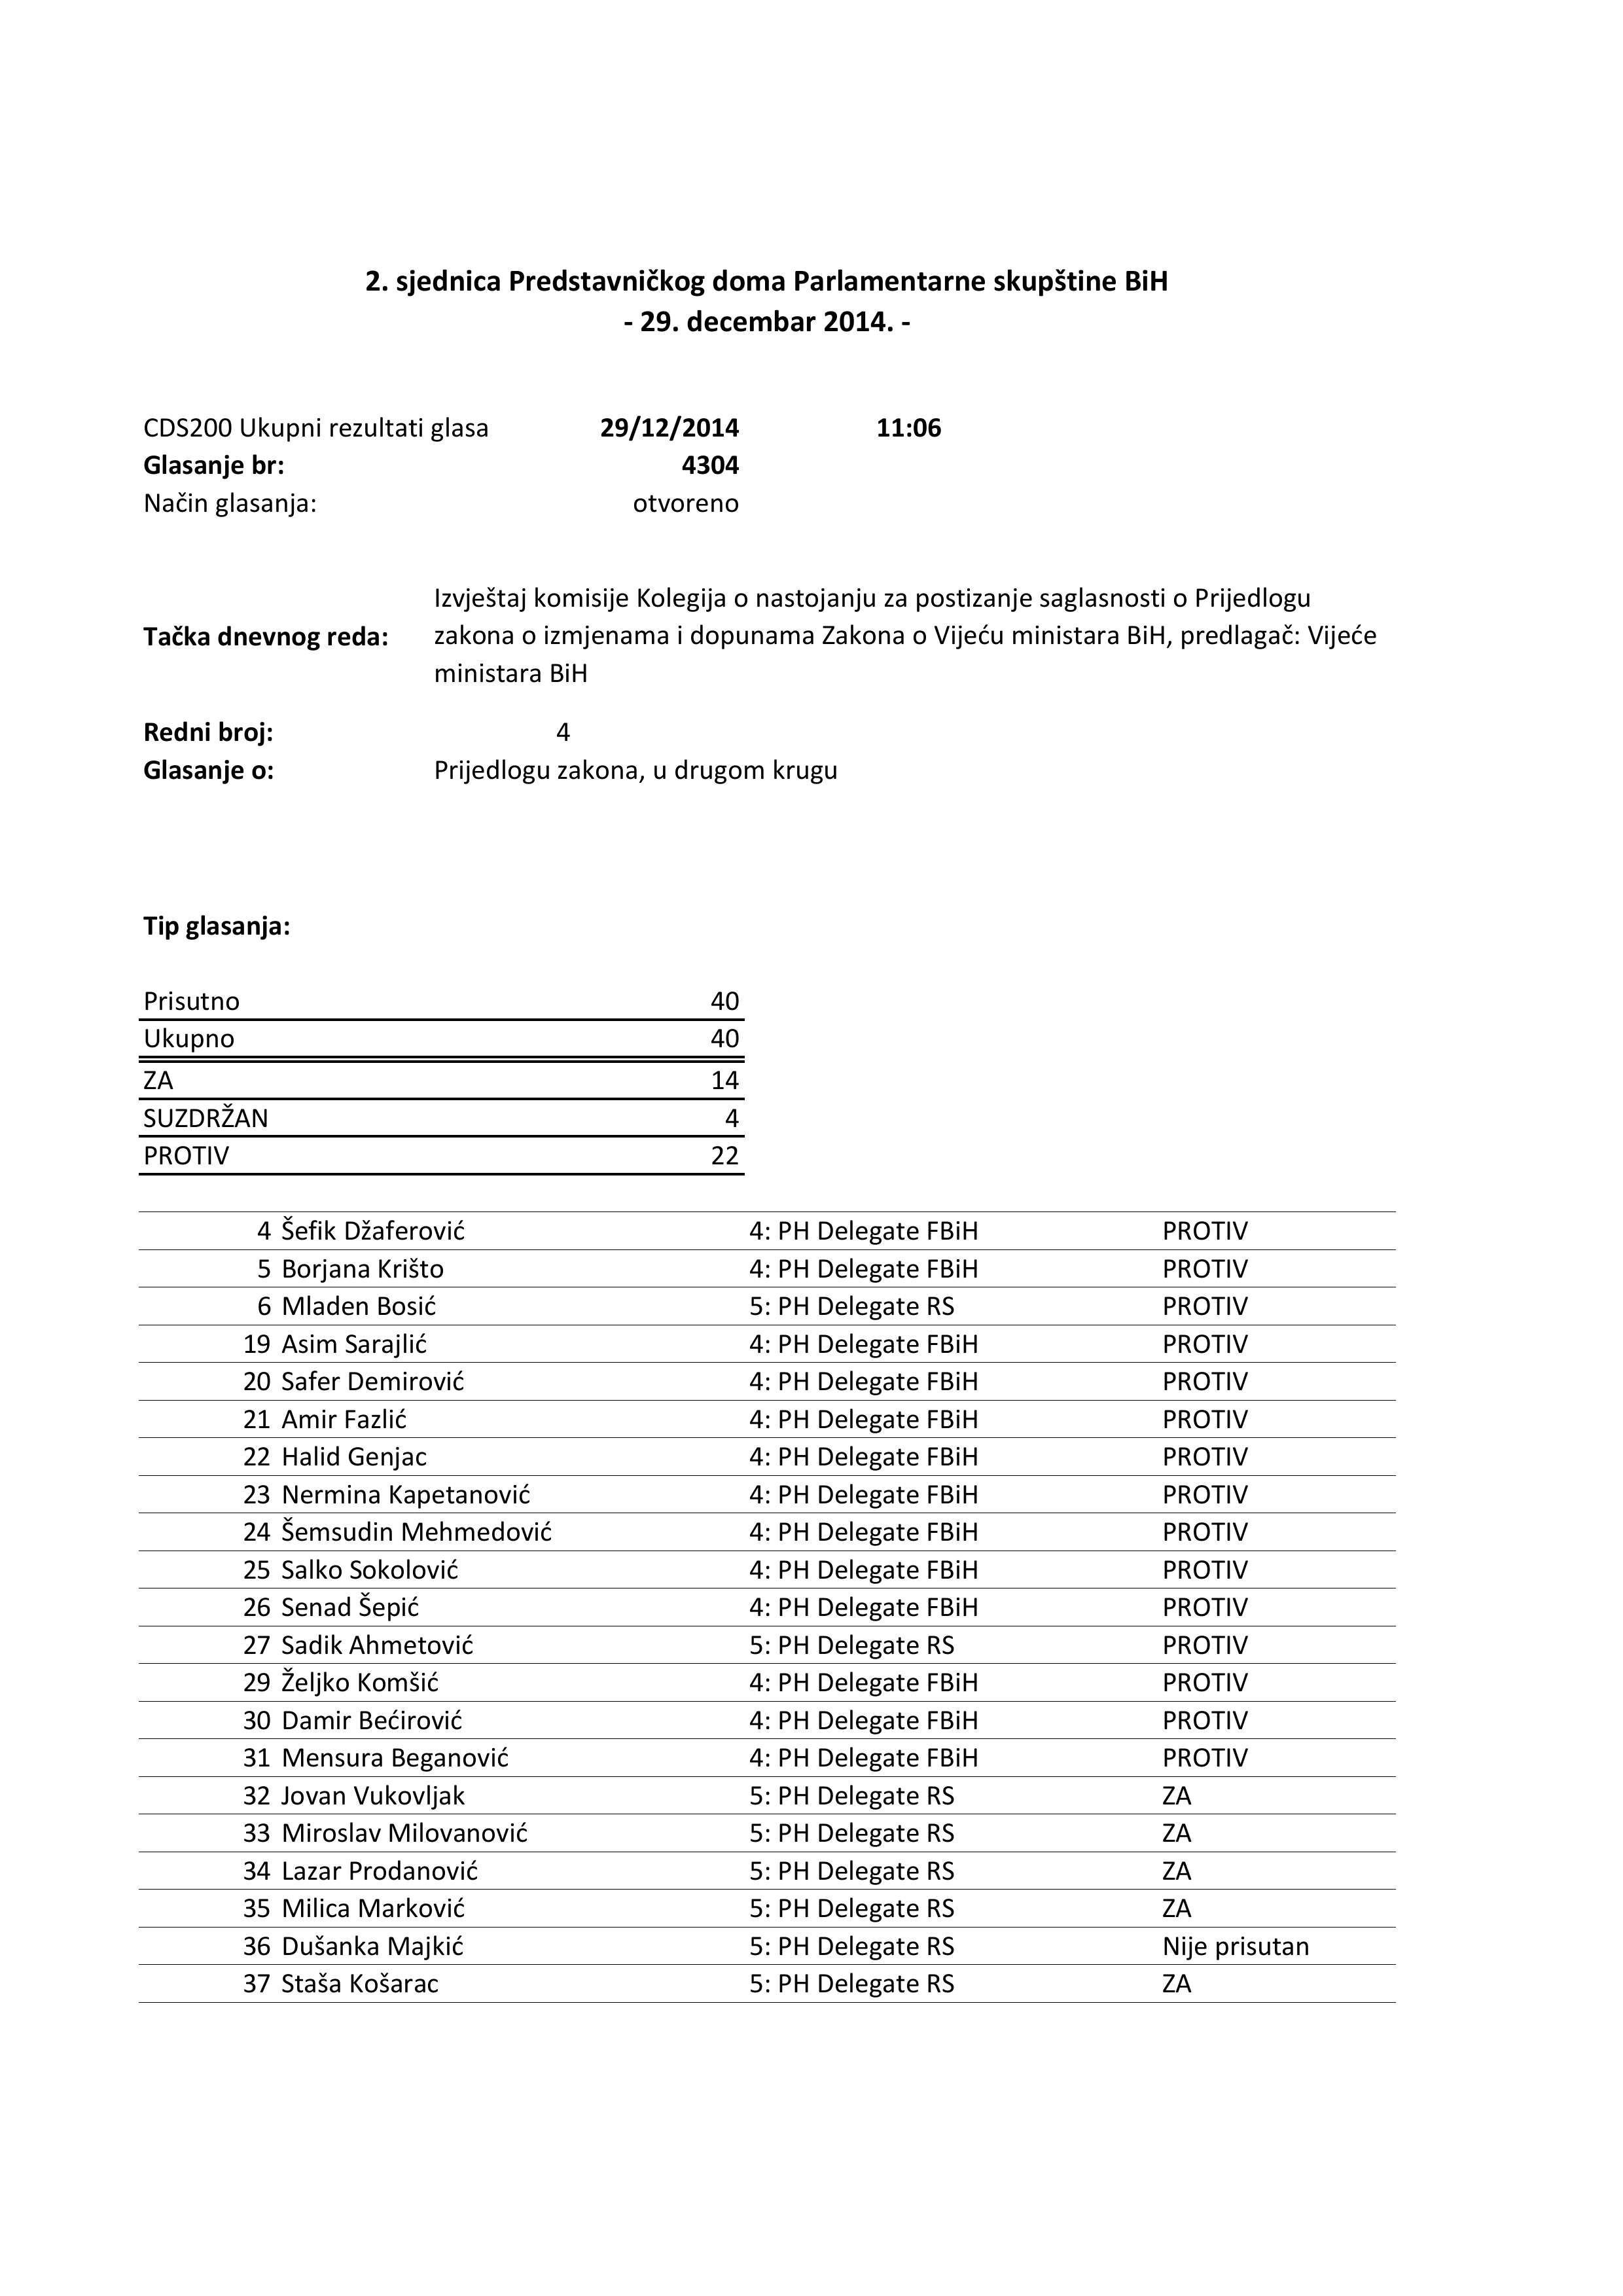 2. sjednica Predstavničkog doma Parlamentarne skupštine BiH
- 29. decembar 2014. -
CDS200 Ukupni rezultati glasa 29/12/2014 11:06
Glasanje br: 4304
Način glasanja: otvoreno
Izvještaj komisije Kolegija o nastojanju za postizanje saglasnosti o Prijedlogu
Tačka dnevnog reda: zakona o izmjenama i dopunama Zakona o Vijeću ministara BiH, predlagač: Vijeće
ministara BiH
Redni broj: 4
Glasanje o: Prijedlogu zakona, u drugom krugu
Tip glasanja:
Prisutno 40
Ukupno 40
ZA 14
SUZDRŽAN 4
PROTIV 22
4 Šefik Džaferović 4: PH Delegate FBiH PROTIV
5 Borjana Krišto 4: PH Delegate FBiH PROTIV
6 Mladen Bosić 5: PH Delegate RS PROTIV
19 Asim Sarajlić 4: PH Delegate FBiH PROTIV
20 Safer Demirović 4: PH Delegate FBiH PROTIV
21 Amir Fazlić 4: PH Delegate FBiH PROTIV
22 Halid Genjac 4: PH Delegate FBiH PROTIV
23 Nermina Kapetanović 4: PH Delegate FBiH PROTIV
24 Šemsudin Mehmedović 4: PH Delegate FBiH PROTIV
25 Salko Sokolović 4: PH Delegate FBiH PROTIV
26 Senad Šepić 4: PH Delegate FBiH PROTIV
27 Sadik Ahmetović 5: PH Delegate RS PROTIV
29 Željko Komšić 4: PH Delegate FBiH PROTIV
30 Damir Bećirović 4: PH Delegate FBiH PROTIV
31 Mensura Beganović 4: PH Delegate FBiH PROTIV
32 Jovan Vukovljak 5: PH Delegate RS ZA
33 Miroslav Milovanović 5: PH Delegate RS ZA
34 Lazar Prodanović 5: PH Delegate RS ZA
35 Milica Marković 5: PH Delegate RS ZA
36 Dušanka Majkić 5: PH Delegate RS Nije prisutan
37 Staša Košarac 5: PH Delegate RS ZA